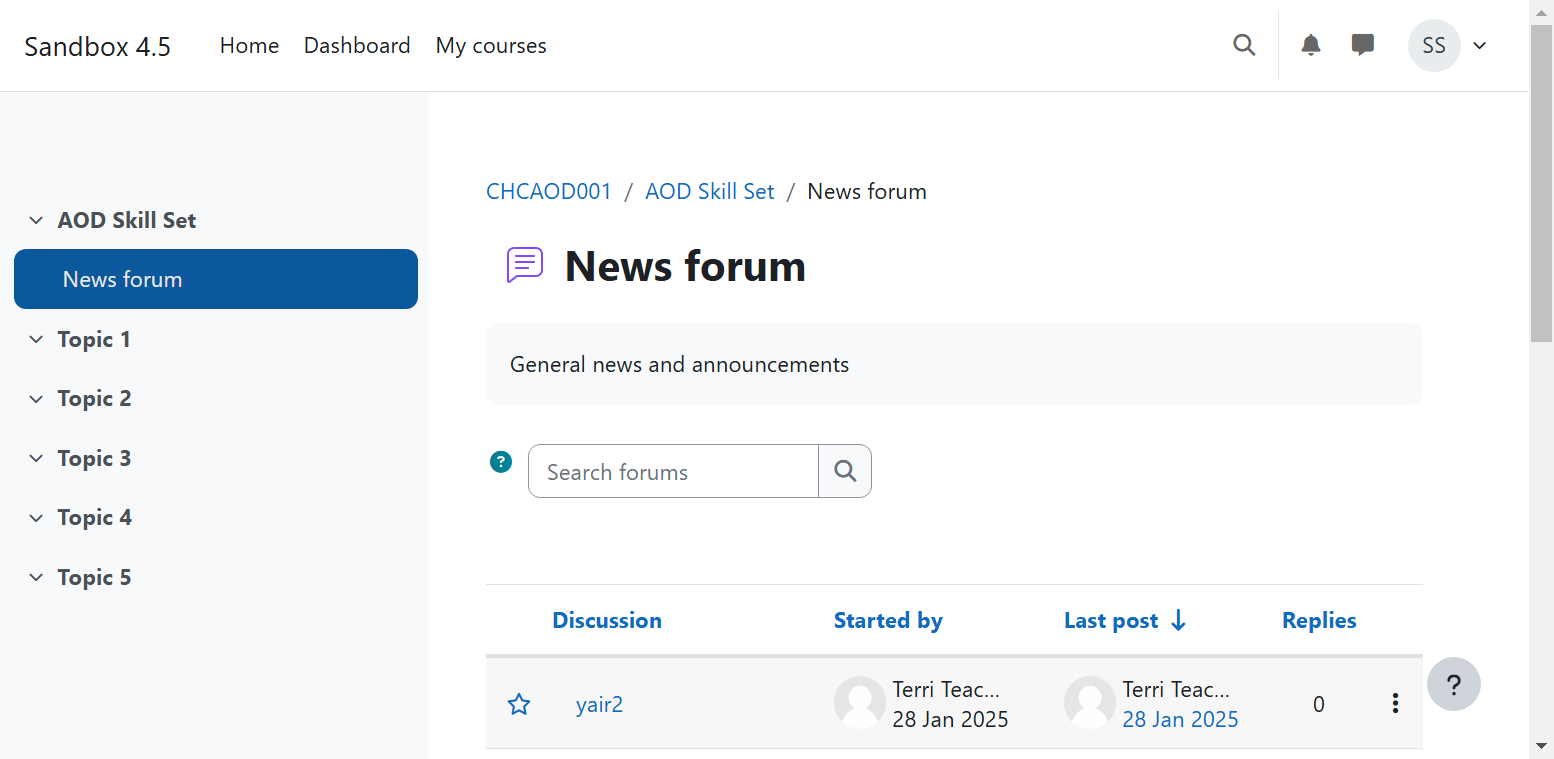 Sandbox 4.5 Home Dashboard My courses SS
AOD Skill Set
News forum
Topic 1
Topic 2
Topic 3
Topic 4
Topic 5
CHCAOD001 / AOD Skill Set / News forum
News forum
General news and announcements
? Search forums
Discussion Started by Last post Replies
yair2 Terri Teac... 28 Jan 2025 Terri Teac... 28 Jan 2025 0
?